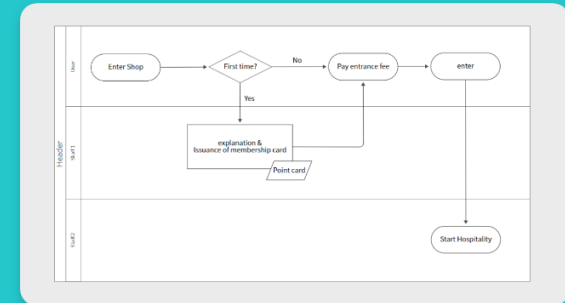 Header
User
Enter Shop
First time?
No
Pay entrance fee
enter
Yes
Staff1
explanation &
Issuance of membership card
Point card
Staff2
Start Hospitality